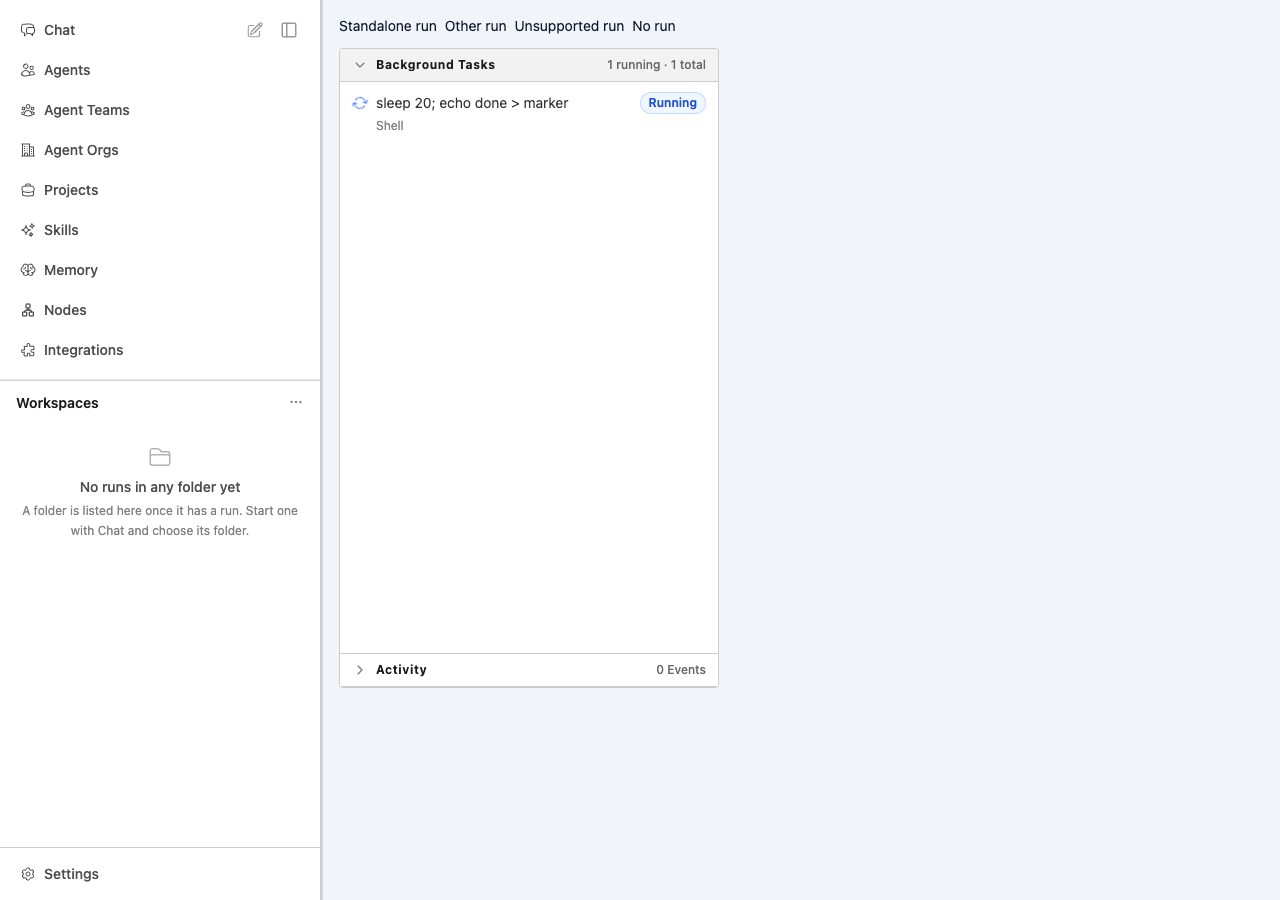 Chat
Agents
Agent Teams
Agent Orgs
Projects
Skills
Memory
Nodes
Integrations
Workspaces
No runs in any folder yet
A folder is listed here once it has a run. Start one
with Chat and choose its folder.
Settings
Standalone run Other run Unsupported run No run
Background Tasks 1 running · 1 total
sleep 20; echo done > marker Running
Shell
Activity 0 Events